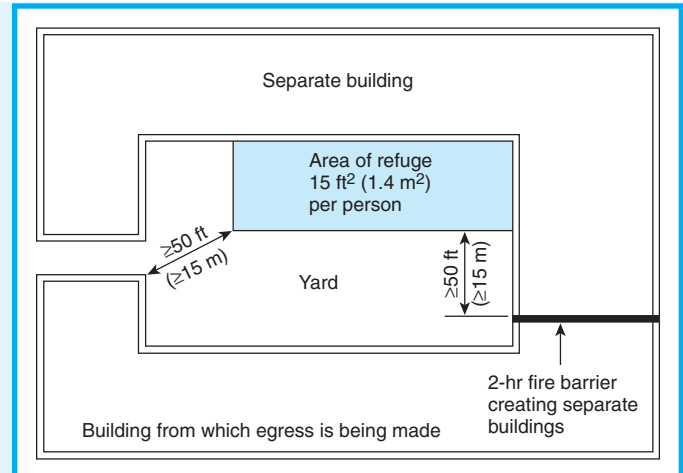 Separate building
Area of refuge
15 ft² (1.4 m²)
per person
≥50 ft
(≥15 m)
Yard
≥50 ft
(≥15 m)
2-hr fire barrier
creating separate
buildings
Building from which egress is being made